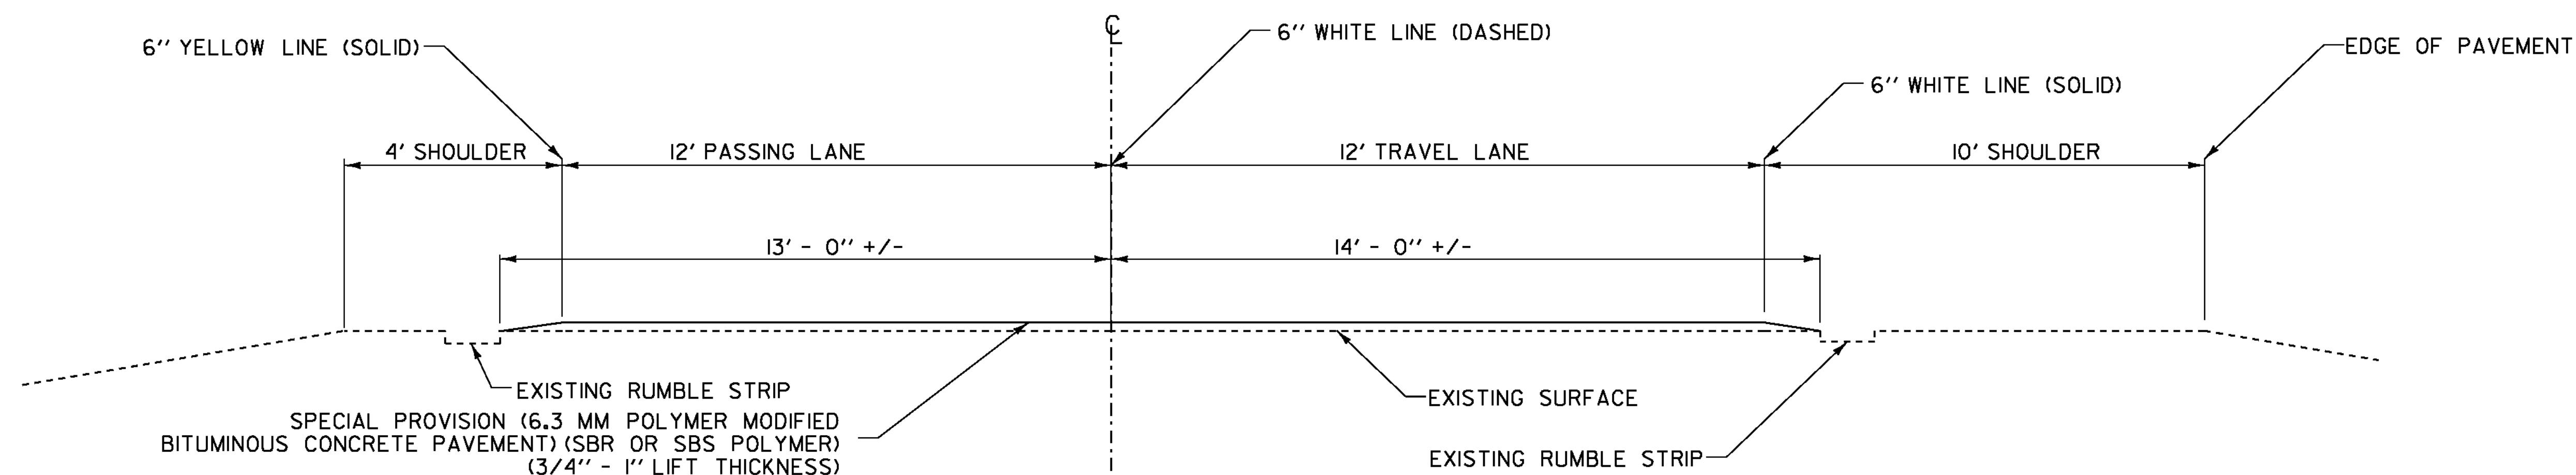 ℄
6'' WHITE LINE (DASHED)
6'' YELLOW LINE (SOLID)
EDGE OF PAVEMENT
6'' WHITE LINE (SOLID)
4' SHOULDER
12' PASSING LANE
12' TRAVEL LANE
10' SHOULDER
13' - 0'' +/-
14' - 0'' +/-
EXISTING RUMBLE STRIP
EXISTING SURFACE
SPECIAL PROVISION (6.3 MM POLYMER MODIFIED
BITUMINOUS CONCRETE PAVEMENT) (SBR OR SBS POLYMER)
(3/4'' - 1'' LIFT THICKNESS)
EXISTING RUMBLE STRIP